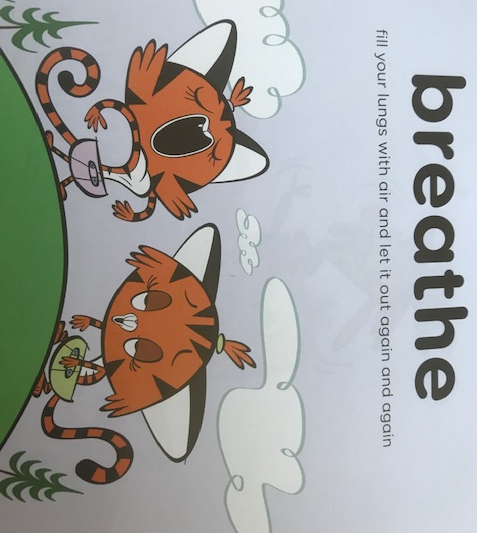 breathe
fill your lungs with air and let it out again and again